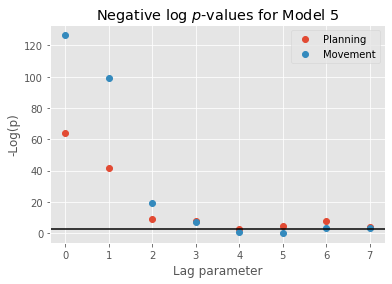 Negative log p-values for Model 5
Planning
Movement
-Log(p)
120
100
80
60
40
20
0
0 1 2 3 4 5 6 7
Lag parameter